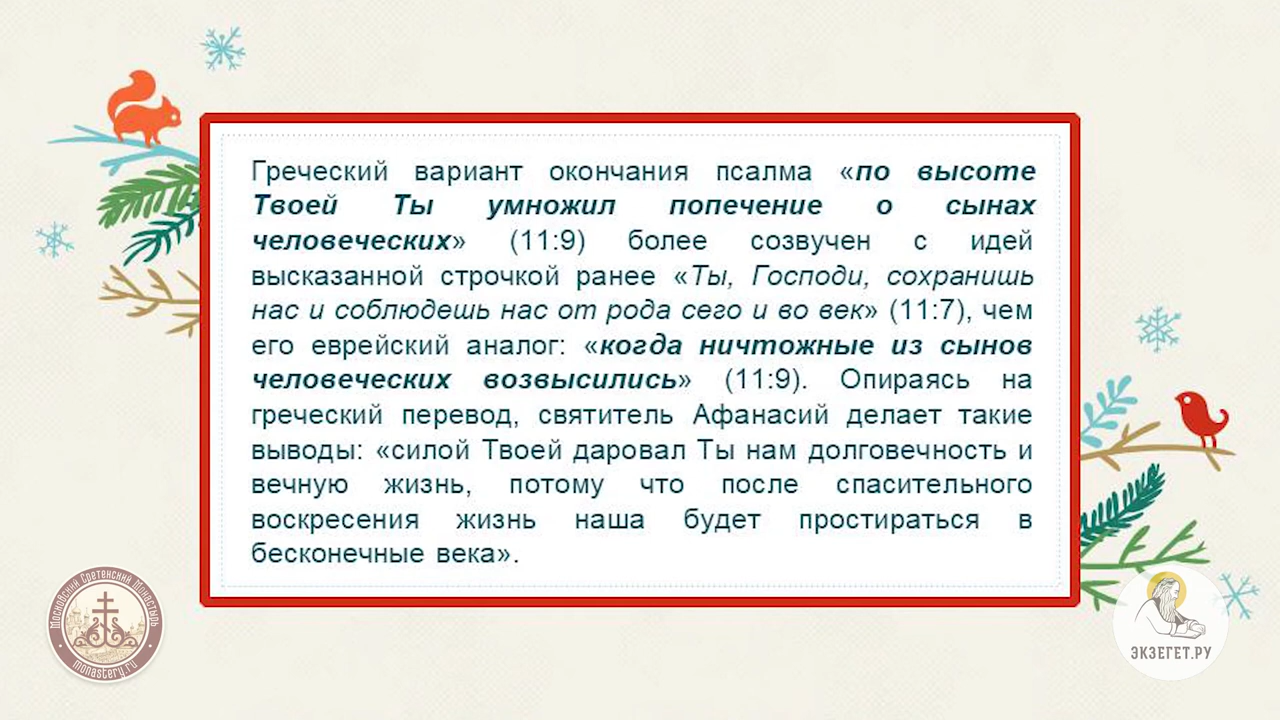 Греческий вариант окончания псалма «по высоте
Твоей Ты умножил попечение о сынах
человеческих» (11:9) более созвучен с идей
высказанной строчкой ранее «Ты, Господи, сохранишь
нас и соблюдешь нас от рода сего и во век» (11:7), чем
его еврейский аналог: «когда ничтожные из сынов
человеческих возвысились» (11:9). Опираясь на
греческий перевод, святитель Афанасий делает такие
выводы: «силой Твоей даровал Ты нам долговечность и
вечную жизнь, потому что после спасительного
воскресения жизнь наша будет простираться в
бесконечные века».
Московский Сретенский Монастырь
monastery.ru
ЭКЗЕГЕТ.РУ